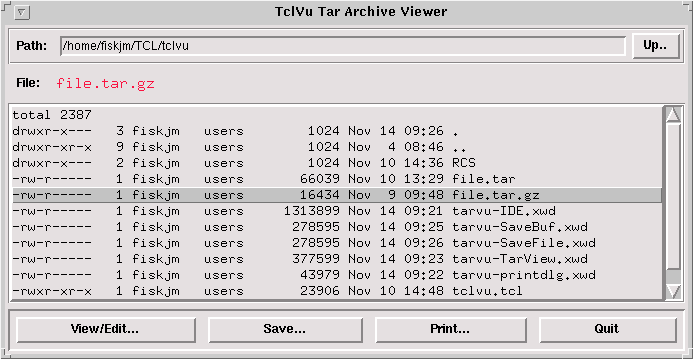 TclVu Tar Archive Viewer
Path: /home/fiskjm/TCL/tclvu Up..
File: file.tar.gz
total 2387
drwxr-x--- 3 fiskjm users 1024 Nov 14 09:26 .
drwxr-xr-x 9 fiskjm users 1024 Nov 4 08:46 ..
drwxr-x--- 2 fiskjm users 1024 Nov 10 14:36 RCS
-rw-r----- 1 fiskjm users 66039 Nov 10 13:29 file.tar
-rw-r----- 1 fiskjm users 16434 Nov 9 09:48 file.tar.gz
-rw-r----- 1 fiskjm users 1313899 Nov 14 09:21 tarvu-IDE.xwd
-rw-r----- 1 fiskjm users 278595 Nov 14 09:25 tarvu-SaveBuf.xwd
-rw-r----- 1 fiskjm users 278595 Nov 14 09:26 tarvu-SaveFile.xwd
-rw-r----- 1 fiskjm users 377599 Nov 14 09:23 tarvu-TarView.xwd
-rw-r----- 1 fiskjm users 43979 Nov 14 09:22 tarvu-printdlg.xwd
-rwxr-xr-x 1 fiskjm users 23906 Nov 10 14:48 tclvu.tcl
View/Edit... Save... Print... Quit